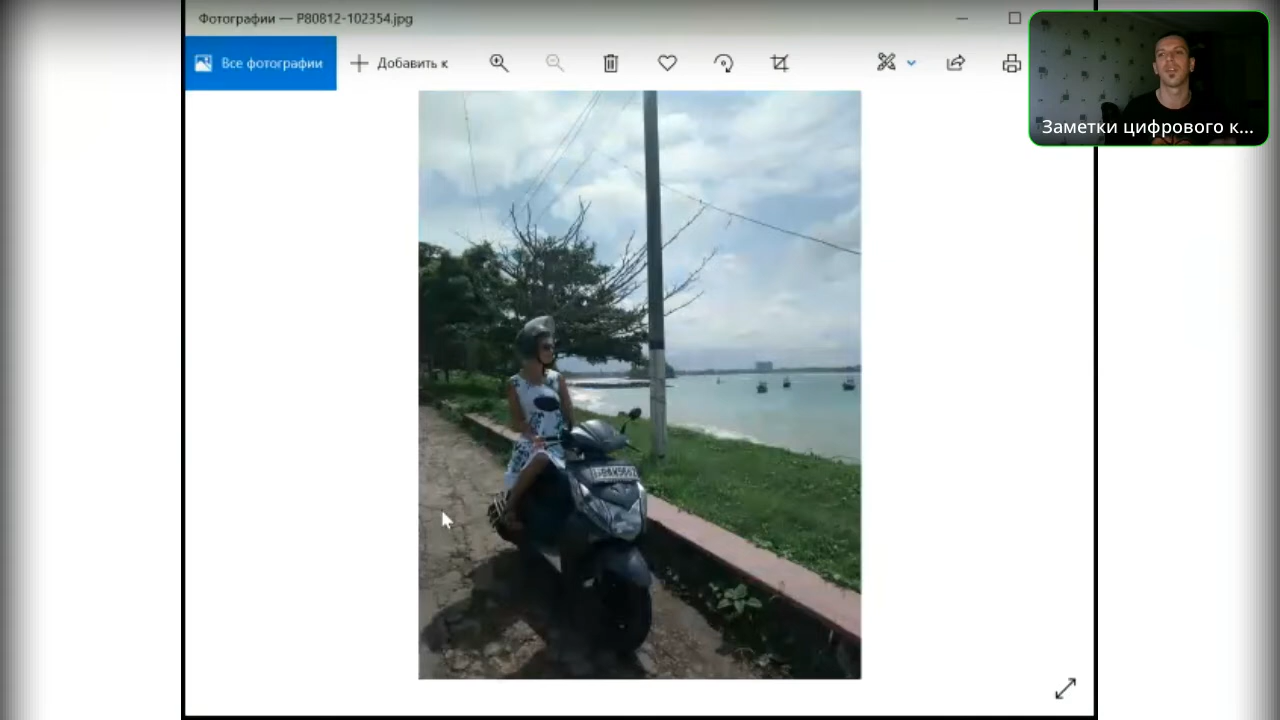 Фотографии — P80812-102354.jpg
Все фотографии
Добавить к
Заметки цифрового к...